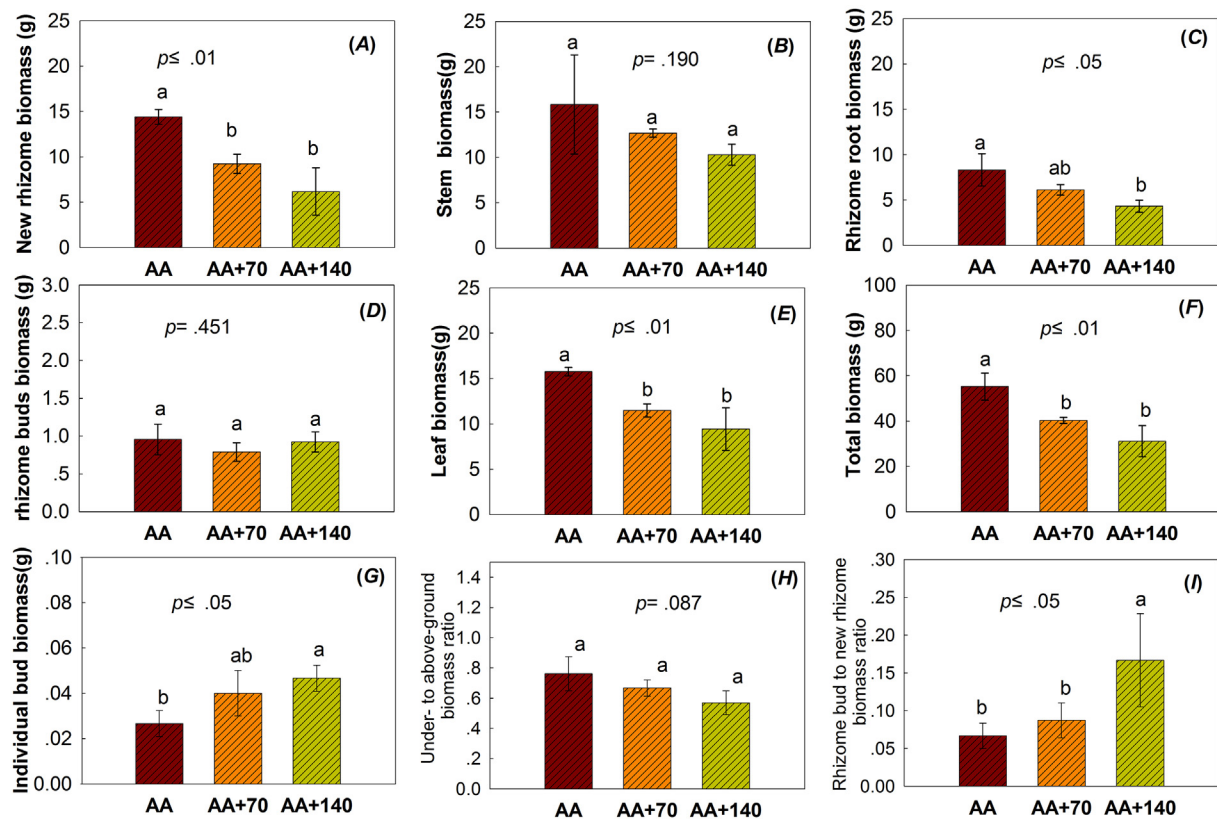 New rhizome biomass (g)
25
20
15
10
5
0
(A)
p≤ .01
a
b
b
AA
AA+70
AA+140
Stem biomass(g)
25
20
15
10
5
0
(B)
p= .190
a
a
a
AA
AA+70
AA+140
Rhizome root biomass (g)
25
20
15
10
5
0
(C)
p≤ .05
a
ab
b
AA
AA+70
AA+140
rhizome buds biomass (g)
3.0
2.5
2.0
1.5
1.0
.5
0.0
(D)
p= .451
a
a
a
AA
AA+70
AA+140
Leaf biomass(g)
25
15
10
15
0
(E)
p≤ .01
a
b
b
AA
AA+70
AA+140
Total biomass (g)
100
80
60
40
20
0
(F)
p≤ .01
a
b
b
AA
AA+70
AA+140
Individual bud biomass(g)
.10
.08
.06
.04
.02
0.00
(G)
p≤ .05
b
ab
a
AA
AA+70
AA+140
Under- to above-ground
biomass ratio
1.4
1.2
1.0
.8
.6
.4
.2
.0
(H)
p= .087
a
a
a
AA
AA+70
AA+140
Rhizome bud to new rhizome
biomass ratio
.30
.25
.20
.15
0.10
0.05
0.00
(I)
p≤ .05
b
b
a
AA
AA+70
AA+140